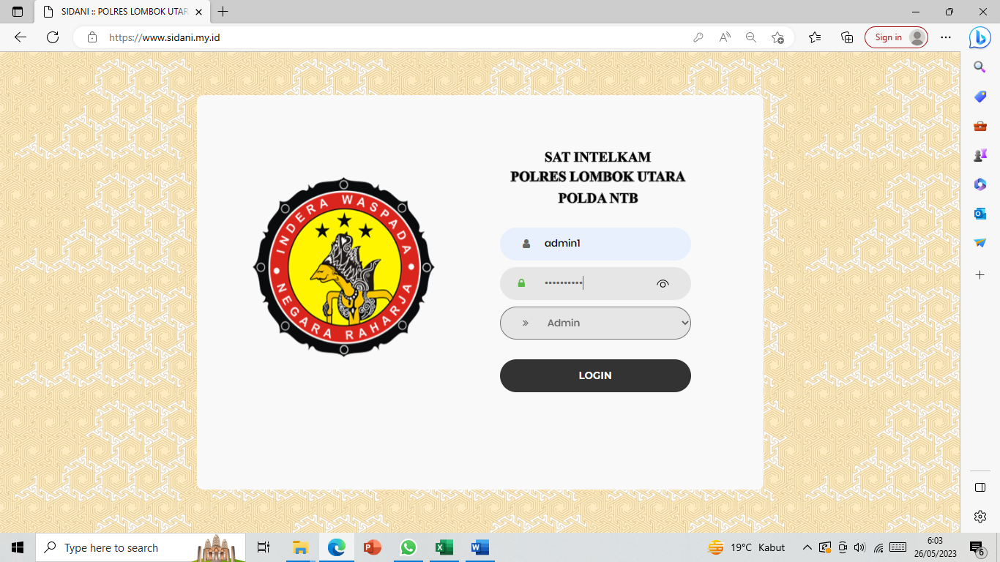 SIDANI :: POLRES LOMBOK UTAR
https://www.sidani.my.id
Sign in
INDERA WASPADA
NEGARA RAHARJA
SAT INTELKAM
POLRES LOMBOK UTARA
POLDA NTB
admin1
••••••••••
Admin
LOGIN
Type here to search
19°C Kabut
6:03
26/05/2023
6